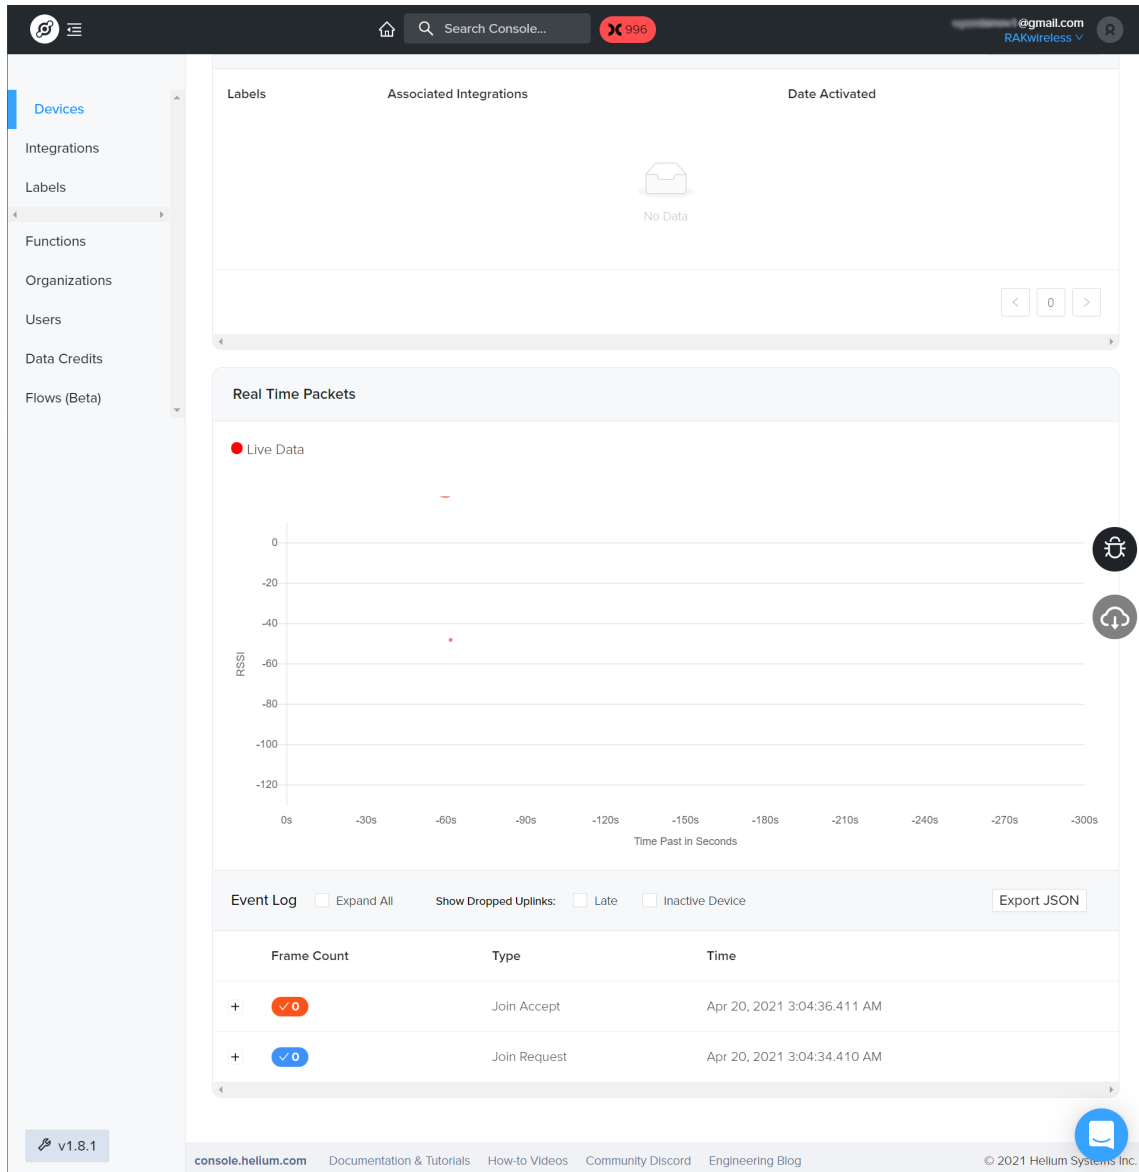 Search Console...
996
@gmail.com
RAKwireless
Devices
Integrations
Labels
Functions
Organizations
Users
Data Credits
Flows (Beta)
v1.8.1
Labels Associated Integrations Date Activated
No Data
< 0 >
Real Time Packets
Live Data
0
-20
-40
-60
-80
-100
-120
RSSI
0s -30s -60s -90s -120s -150s -180s -210s -240s -270s -300s
Time Past in Seconds
Event Log Expand All Show Dropped Uplinks: Late Inactive Device Export JSON
Frame Count Type Time
+ 0 Join Accept Apr 20, 2021 3:04:36.411 AM
+ 0 Join Request Apr 20, 2021 3:04:34.410 AM
console.helium.com Documentation & Tutorials How-to Videos Community Discord Engineering Blog © 2021 Helium Systems Inc.